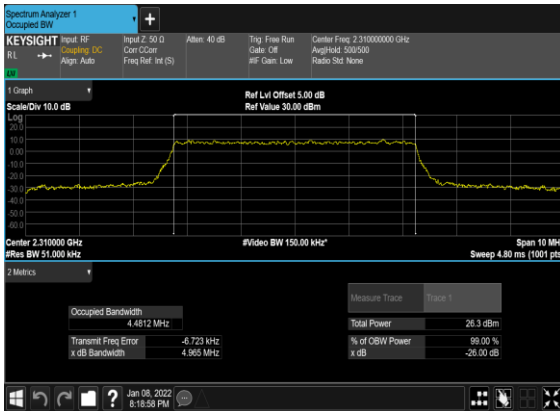 Spectrum Analyzer 1
Occupied BW
KEYSIGHT Input: RF Input Z: 50 Ω Atten: 40 dB Trig: Free Run Center Freq: 2.310000000 GHz
RL Coupling: DC Corr CCorr Gate: Off Avg|Hold: 500/500
Align: Auto Freq Ref: Int (S) #IF Gain: Low Radio Std: None
1 Graph
Ref Lvl Offset 5.00 dB
Scale/Div 10.0 dB Ref Value 30.00 dBm
Log
20.0
10.0
0.00
-10.0
-20.0
-30.0
-40.0
-50.0
-60.0
Center 2.310000 GHz #Video BW 150.00 kHz* Span 10 MH
#Res BW 51.000 kHz Sweep 4.80 ms (1001 pts
2 Metrics
Measure Trace Trace 1
Occupied Bandwidth
4.4812 MHz Total Power 26.3 dBm
Transmit Freq Error -6.723 kHz % of OBW Power 99.00 %
x dB Bandwidth 4.965 MHz x dB -26.00 dB
Jan 08, 2022
8:18:58 PM